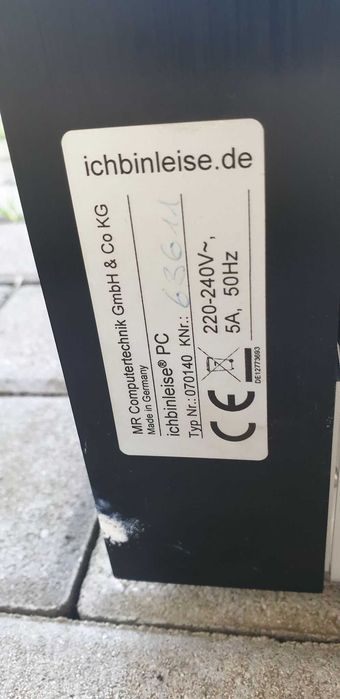 ichbinleise.de
MR Computertechnik GmbH & Co KG
Made in Germany
ichbinleise® PC
Typ Nr.: 070140 KNr.: 63611
220-240V~,
5A, 50Hz
CE
DE12773693